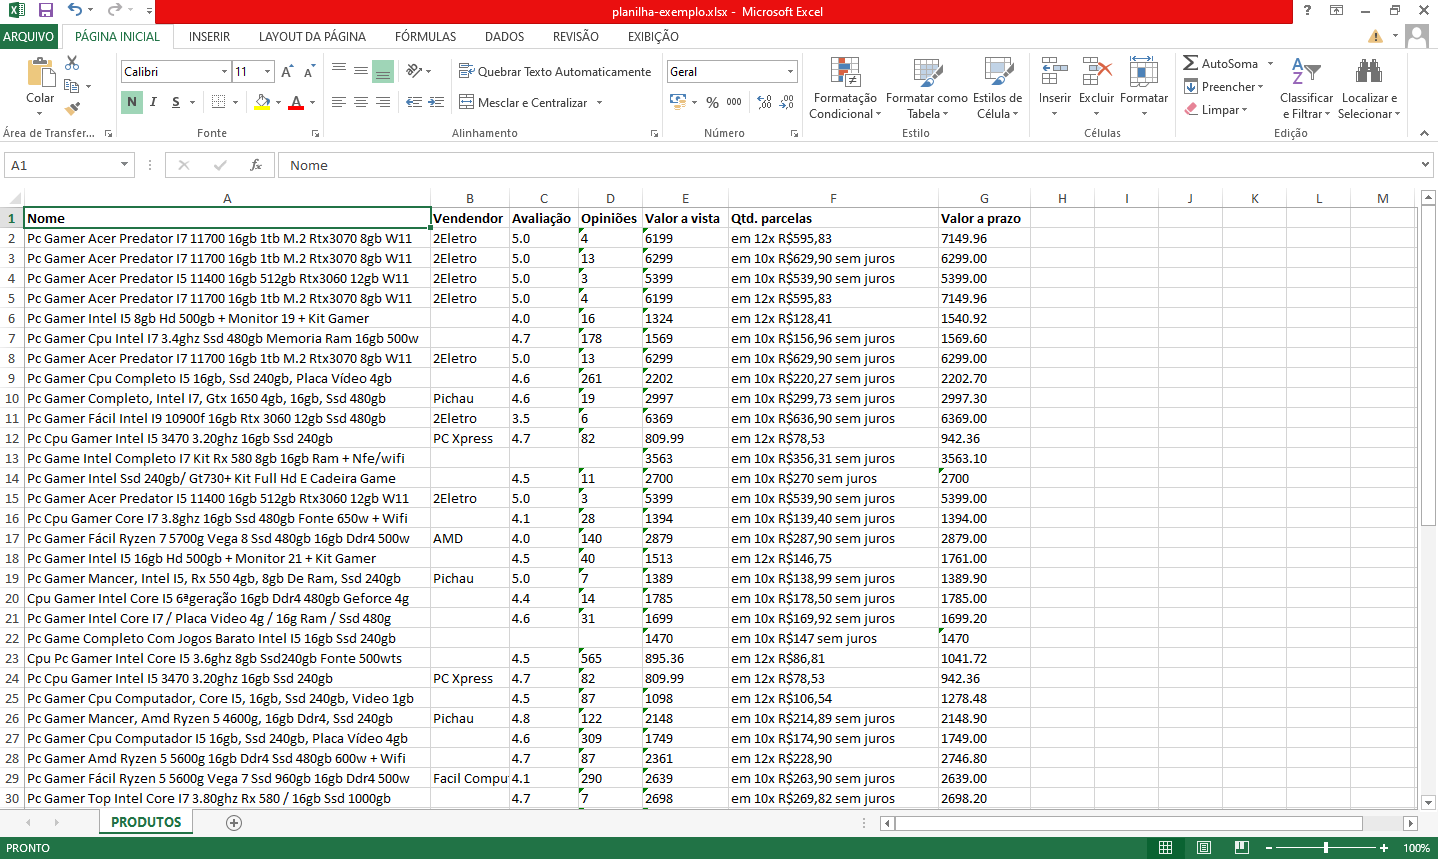 planilha-exemplo.xlsx - Microsoft Excel
ARQUIVO PÁGINA INICIAL INSERIR LAYOUT DA PÁGINA FÓRMULAS DADOS REVISÃO EXIBIÇÃO
Calibri 11 Quebrar Texto Automaticamente Geral AutoSoma
Colar Formatação Formatar como Estilos de Inserir Excluir Formatar Preencher Classificar Localizar e
N I S Mesclar e Centralizar % 000 Condicional Tabela Célula Limpar e Filtrar Selecionar
Área de Transfer... Fonte Alinhamento Número Estilo Células Edição
A1 fx Nome
A B C D E F G H I J K L M
1 Nome Vendendor Avaliação Opiniões Valor a vista Qtd. parcelas Valor a prazo
2 Pc Gamer Acer Predator I7 11700 16gb 1tb M.2 Rtx3070 8gb W11 2Eletro 5.0 4 6199 em 12x R$595,83 7149.96
3 Pc Gamer Acer Predator I7 11700 16gb 1tb M.2 Rtx3070 8gb W11 2Eletro 5.0 13 6299 em 10x R$629,90 sem juros 6299.00
4 Pc Gamer Acer Predator I5 11400 16gb 512gb Rtx3060 12gb W11 2Eletro 5.0 3 5399 em 10x R$539,90 sem juros 5399.00
5 Pc Gamer Acer Predator I7 11700 16gb 1tb M.2 Rtx3070 8gb W11 2Eletro 5.0 4 6199 em 12x R$595,83 7149.96
6 Pc Gamer Intel I5 8gb Hd 500gb + Monitor 19 + Kit Gamer 4.0 16 1324 em 12x R$128,41 1540.92
7 Pc Gamer Cpu Intel I7 3.4ghz Ssd 480gb Memoria Ram 16gb 500w 4.7 178 1569 em 10x R$156,96 sem juros 1569.60
8 Pc Gamer Acer Predator I7 11700 16gb 1tb M.2 Rtx3070 8gb W11 2Eletro 5.0 13 6299 em 10x R$629,90 sem juros 6299.00
9 Pc Gamer Cpu Completo I5 16gb, Ssd 240gb, Placa Vídeo 4gb 4.6 261 2202 em 10x R$220,27 sem juros 2202.70
10 Pc Gamer Completo, Intel I7, Gtx 1650 4gb, 16gb, Ssd 480gb Pichau 4.6 19 2997 em 10x R$299,73 sem juros 2997.30
11 Pc Gamer Fácil Intel I9 10900f 16gb Rtx 3060 12gb Ssd 480gb 2Eletro 3.5 6 6369 em 10x R$636,90 sem juros 6369.00
12 Pc Cpu Gamer Intel I5 3470 3.20ghz 16gb Ssd 240gb PC Xpress 4.7 82 809.99 em 12x R$78,53 942.36
13 Pc Game Intel Completo I7 Kit Rx 580 8gb 16gb Ram + Nfe/wifi 3563 em 10x R$356,31 sem juros 3563.10
14 Pc Gamer Intel Ssd 240gb/ Gt730+ Kit Full Hd E Cadeira Game 4.5 11 2700 em 10x R$270 sem juros 2700
15 Pc Gamer Acer Predator I5 11400 16gb 512gb Rtx3060 12gb W11 2Eletro 5.0 3 5399 em 10x R$539,90 sem juros 5399.00
16 Pc Cpu Gamer Core I7 3.8ghz 16gb Ssd 480gb Fonte 650w + Wifi 4.1 28 1394 em 10x R$139,40 sem juros 1394.00
17 Pc Gamer Fácil Ryzen 7 5700g Vega 8 Ssd 480gb 16gb Ddr4 500w AMD 4.0 140 2879 em 10x R$287,90 sem juros 2879.00
18 Pc Gamer Intel I5 16gb Hd 500gb + Monitor 21 + Kit Gamer 4.5 40 1513 em 12x R$146,75 1761.00
19 Pc Gamer Mancer, Intel I5, Rx 550 4gb, 8gb De Ram, Ssd 240gb Pichau 5.0 7 1389 em 10x R$138,99 sem juros 1389.90
20 Cpu Gamer Intel Core I5 6ªgeração 16gb Ddr4 480gb Geforce 4g 4.4 14 1785 em 10x R$178,50 sem juros 1785.00
21 Pc Gamer Intel Core I7 / Placa Video 4g / 16g Ram / Ssd 480g 4.6 31 1699 em 10x R$169,92 sem juros 1699.20
22 Pc Game Completo Com Jogos Barato Intel I5 16gb Ssd 240gb 1470 em 10x R$147 sem juros 1470
23 Cpu Pc Gamer Intel Core I5 3.6ghz 8gb Ssd240gb Fonte 500wts 4.5 565 895.36 em 12x R$86,81 1041.72
24 Pc Cpu Gamer Intel I5 3470 3.20ghz 16gb Ssd 240gb PC Xpress 4.7 82 809.99 em 12x R$78,53 942.36
25 Pc Gamer Cpu Computador, Core I5, 16gb, Ssd 240gb, Video 1gb 4.5 87 1098 em 12x R$106,54 1278.48
26 Pc Gamer Mancer, Amd Ryzen 5 4600g, 16gb Ddr4, Ssd 240gb Pichau 4.8 122 2148 em 10x R$214,89 sem juros 2148.90
27 Pc Gamer Cpu Computador I5 16gb, Ssd 240gb, Placa Vídeo 4gb 4.6 309 1749 em 10x R$174,90 sem juros 1749.00
28 Pc Gamer Amd Ryzen 5 5600g 16gb Ddr4 Ssd 480gb 600w + Wifi 4.7 87 2361 em 12x R$228,90 2746.80
29 Pc Gamer Fácil Ryzen 5 5600g Vega 7 Ssd 960gb 16gb Ddr4 500w Facil Compu 4.1 290 2639 em 10x R$263,90 sem juros 2639.00
30 Pc Gamer Top Intel Core I7 3.80ghz Rx 580 / 16gb Ssd 1000gb 4.7 7 2698 em 10x R$269,82 sem juros 2698.20
PRODUTOS
PRONTO 100%